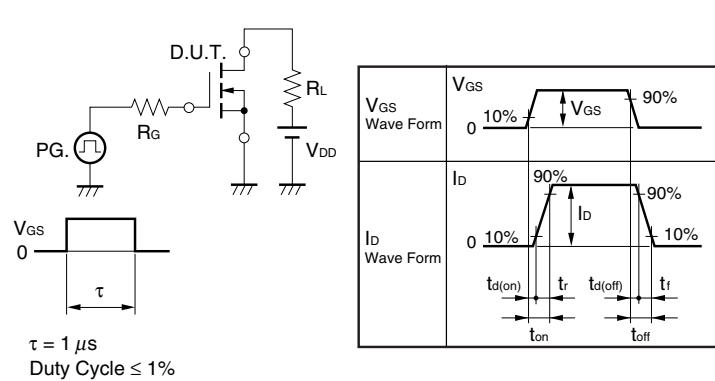 D.U.T.
RL
RG
PG.
VDD
VGS
0
τ
τ = 1 μs
Duty Cycle ≤ 1%
VGS
Wave Form
VGS
10%
0
VGS
90%
ID
Wave Form
ID
90%
90%
ID
0
10%
10%
td(on)
tr
td(off)
tf
ton
toff